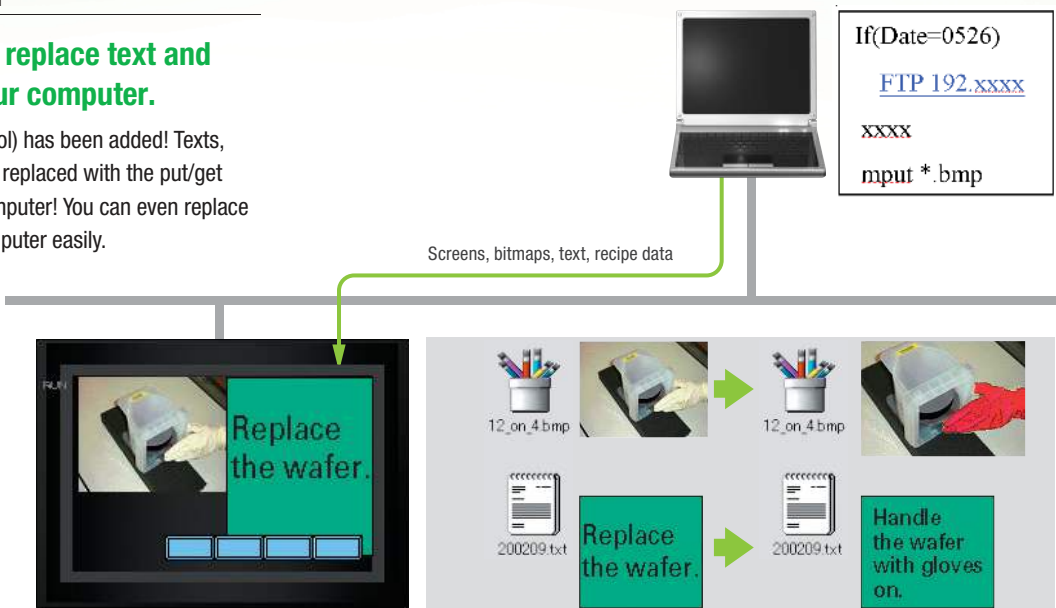 replace text and
ur computer.
ol) has been added! Texts,
replaced with the put/get
mputer! You can even replace
puter easily.
If(Date=0526)
FTP 192.xxxx
xxxx
mput *.bmp
Screens, bitmaps, text, recipe data
RUN
Replace
the wafer.
12_on_4.bmp
12_on_4.bmp
200209.txt
Replace
the wafer.
200209.txt
Handle
the wafer
with gloves
on.